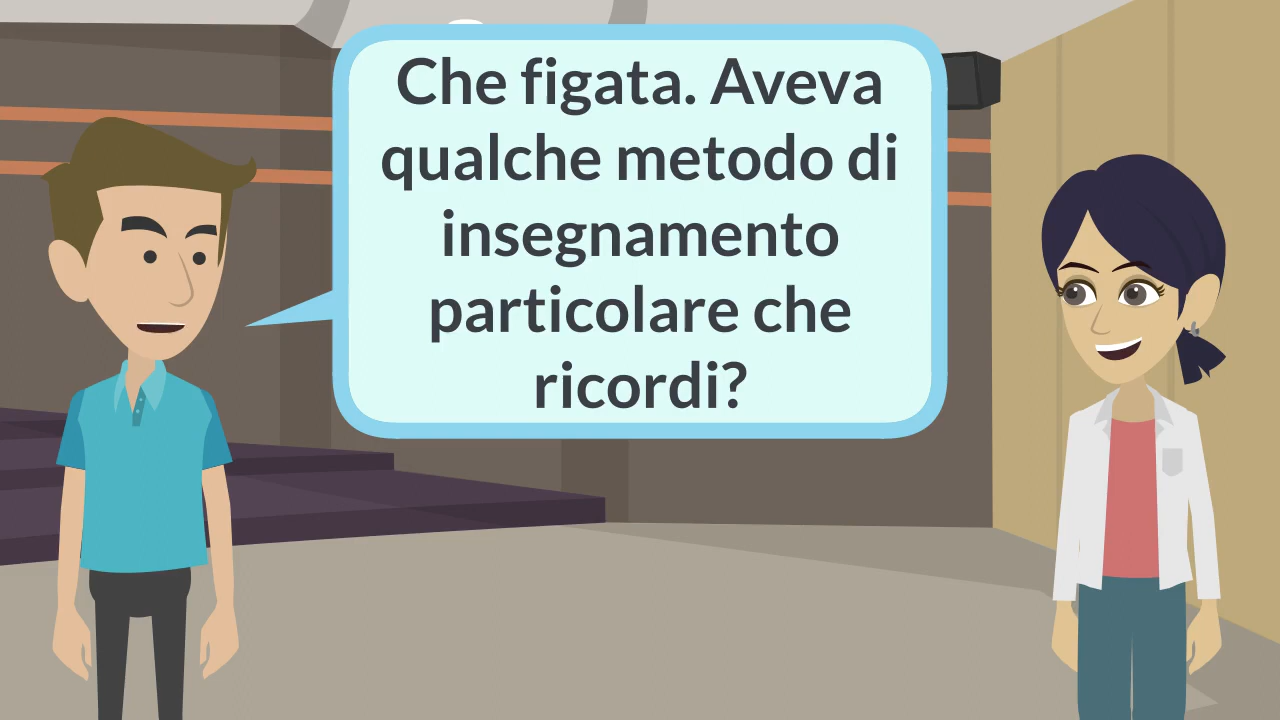 Che figata. Aveva
qualche metodo di
insegnamento
particolare che
ricordi?